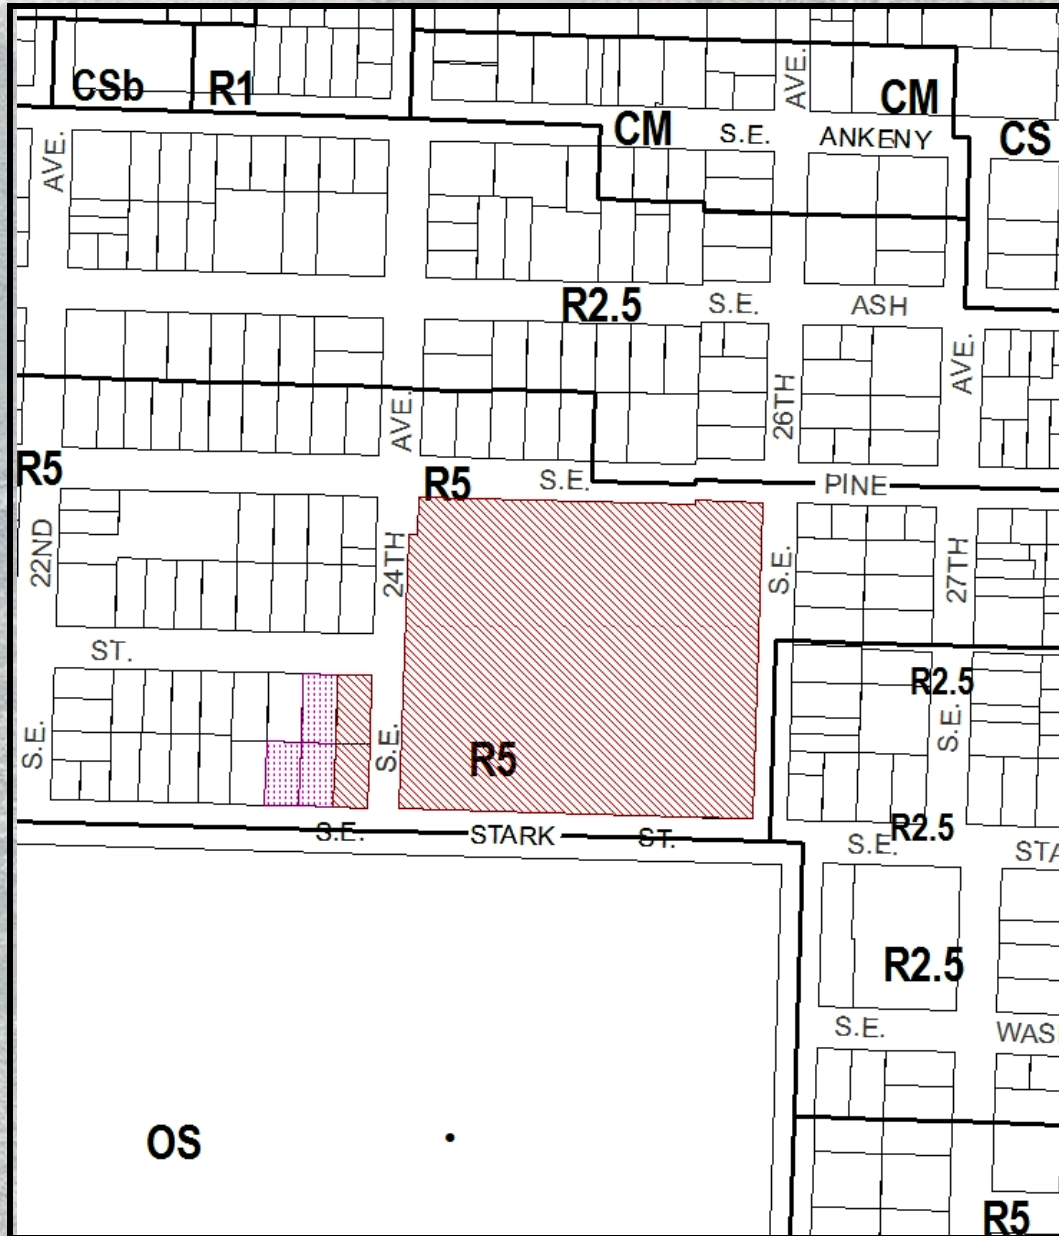 AVE.
CSb
R1
CM
CM
S.E. ANKENY
CS
AVE.
R2.5
S.E. ASH
AVE.
AVE.
26TH
R5
R5
S.E. PINE
22ND
24TH
S.E.
27TH
ST.
R2.5
S.E.
S.E.
S.E.
R5
R2.5
S.E. STARK ST.
S.E. STA
R2.5
S.E. WAS
OS
R5